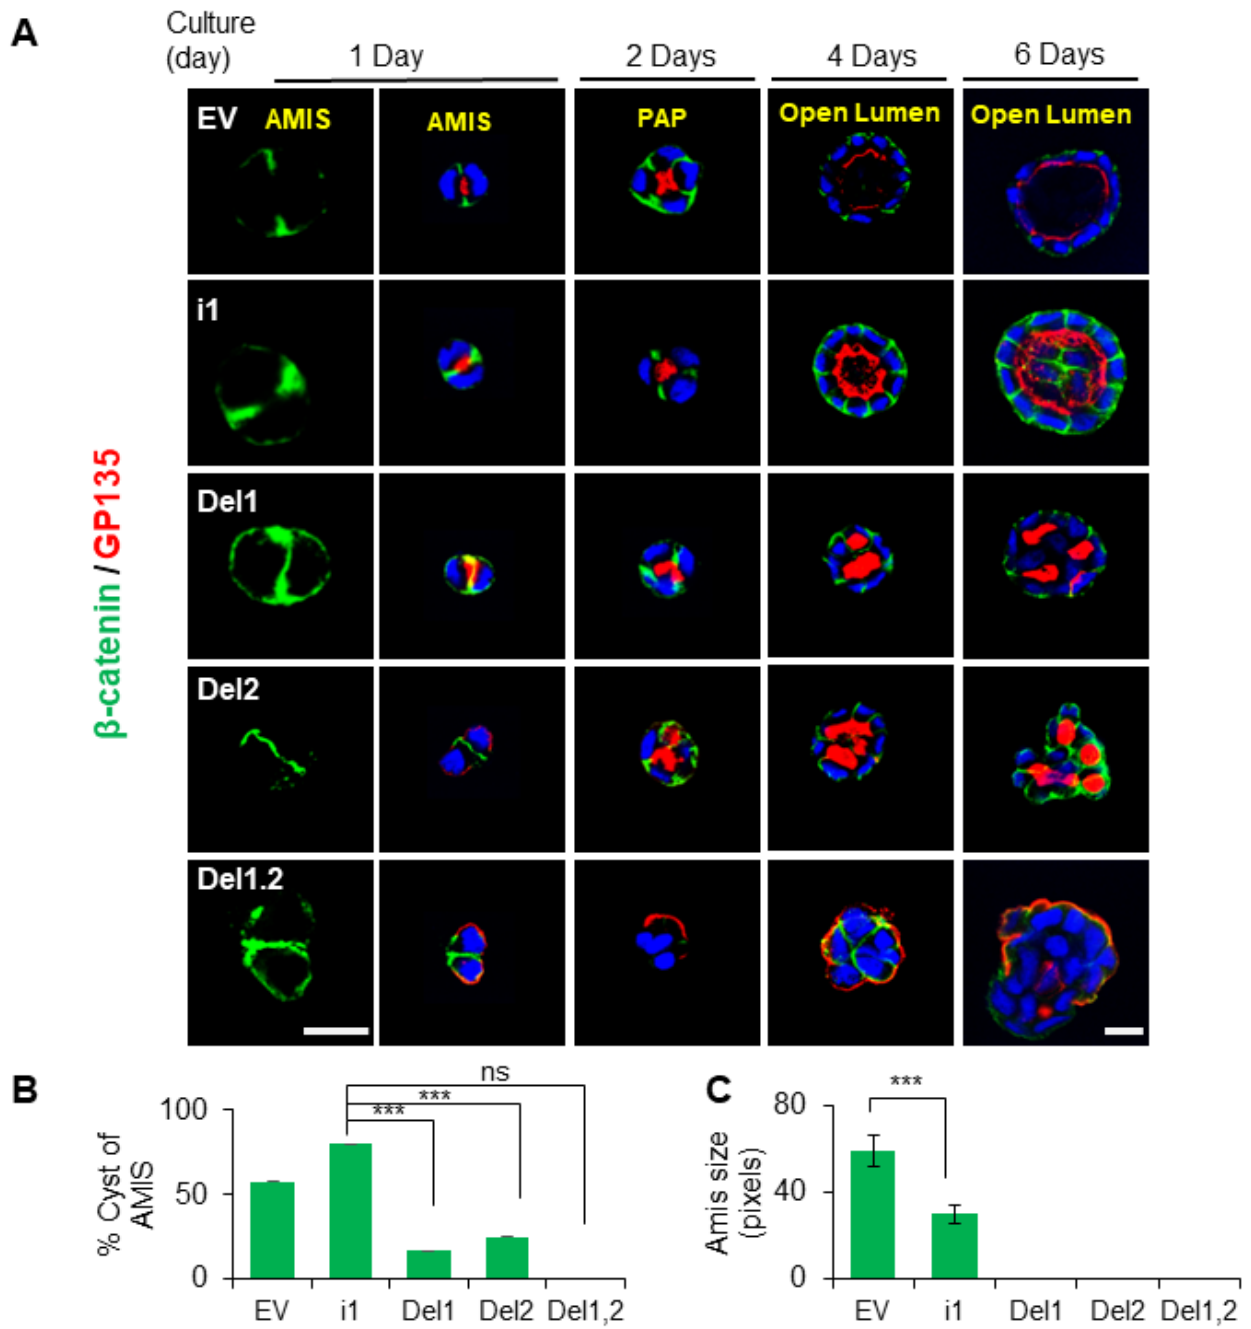 A
Culture
(day)
1 Day
2 Days
4 Days
6 Days
EV
AMIS
AMIS
PAP
Open Lumen
Open Lumen
i1
Del1
Del2
Del1.2
β-catenin / GP135
B
% Cyst of
AMIS
100
50
0
ns
***
***
EV
i1
Del1
Del2
Del1,2
C
Amis size
(pixels)
80
40
0
***
EV
i1
Del1
Del2
Del1,2